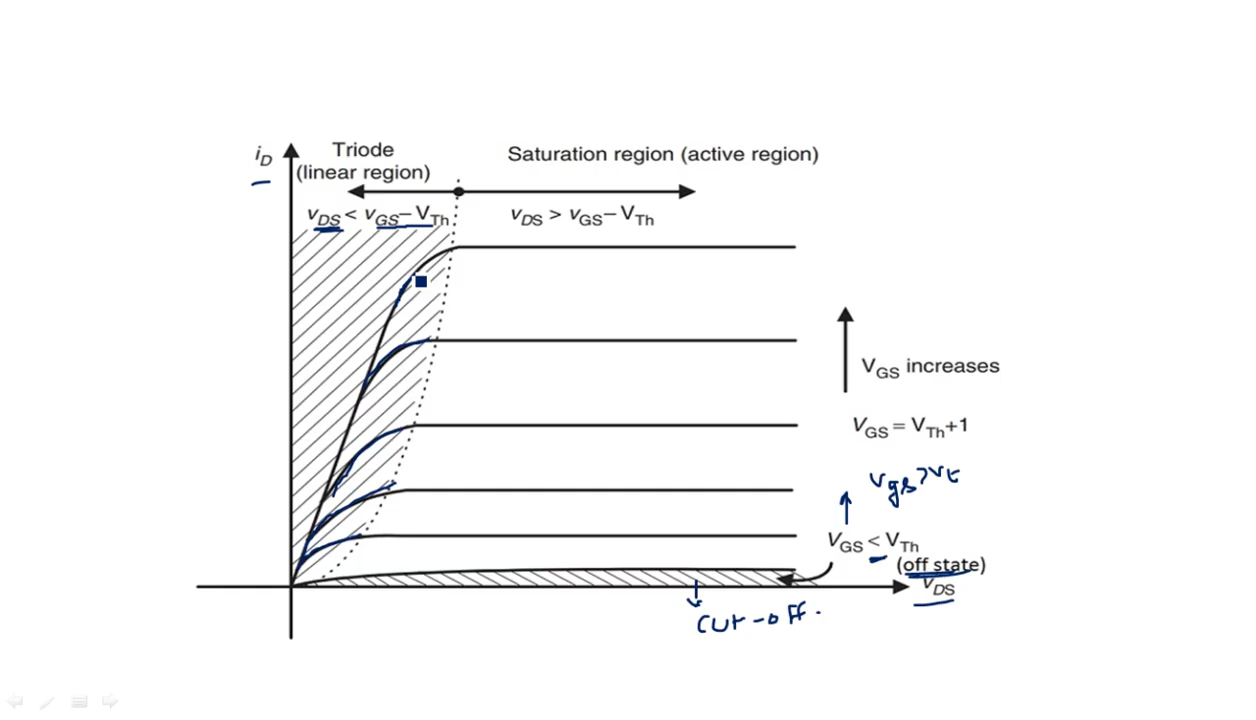 iD
Triode
(linear region)
Saturation region (active region)
vDS < vGS– VTh
vDS > vGS– VTh
VGS increases
VGS = VTh+1
Vgs>Vt
VGS < VTh
(off state)
vDS
cut-off.